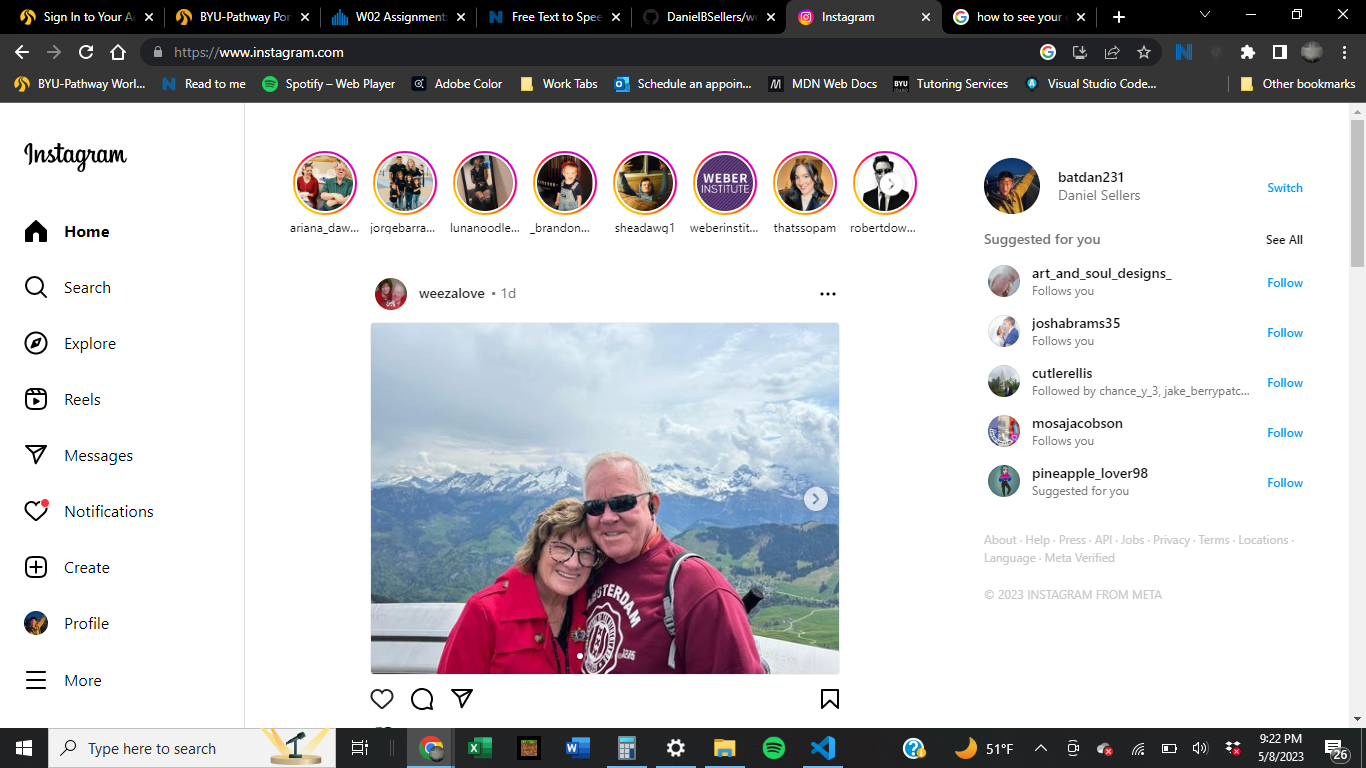 Sign In to Your Ac
BYU-Pathway Por
W02 Assignment:
Free Text to Spee
DanielBSellers/w
Instagram
how to see your
https://www.instagram.com
BYU-Pathway Worl...
Read to me
Spotify – Web Player
Adobe Color
Work Tabs
Schedule an appoin...
MDN Web Docs
BYU
Tutoring Services
Visual Studio Code...
Other bookmarks
Instagram
Home
Search
Explore
Reels
Messages
Notifications
Create
Profile
More
WEBER
INSTITUTE
ariana_daw...
jorgebarra...
lunanoodle...
_brandon...
sheadawg1
weberinstit...
thatssopam
robertdow...
weezalove • 1d
AMSTERDAM
1275
batdan231
Daniel Sellers
Switch
Suggested for you
See All
art_and_soul_designs_
Follows you
Follow
joshabrams35
Follows you
Follow
cutlerellis
Followed by chance_y_3, jake_berrypatc...
Follow
mosajacobson
Follows you
Follow
pineapple_lover98
Suggested for you
Follow
About · Help · Press · API · Jobs · Privacy · Terms · Locations ·
Language · Meta Verified
© 2023 INSTAGRAM FROM META
Type here to search
51°F
9:22 PM
5/8/2023
26